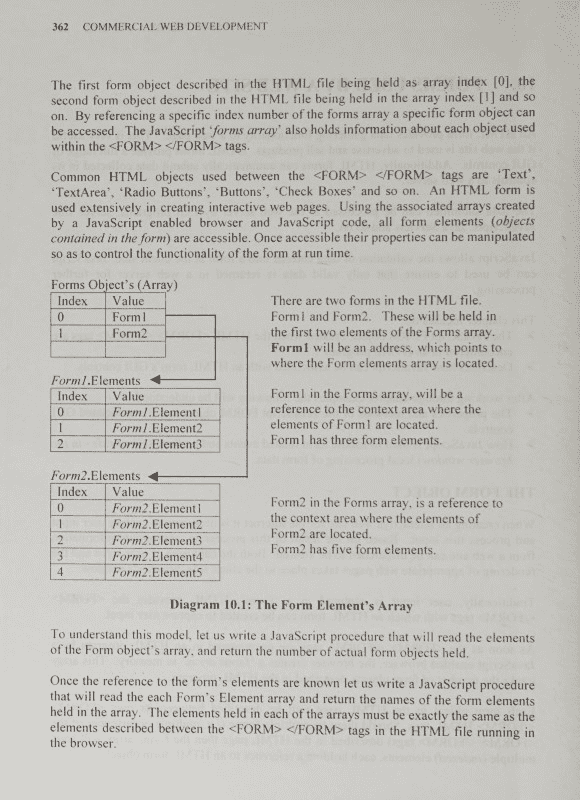 362 COMMERCIAL WEB DEVELOPMENT
The first form object described in the HTML file being held as array index [0], the
second form object described in the HTML file being held in the array index [1] and so
on. By referencing a specific index number of the forms array a specific form object can
be accessed. The JavaScript ‘forms array’ also holds information about each object used
within the <FORM> </FORM> tags.
Common HTML objects used between the <FORM> </FORM> tags are ‘Text’,
‘TextArea’, ‘Radio Buttons’, ‘Buttons’, ‘Check Boxes’ and so on. An HTML form is
used extensively in creating interactive web pages. Using the associated arrays created
by a JavaScript enabled browser and JavaScript code, all form elements (objects
contained in the form) are accessible. Once accessible their properties can be manipulated
so as to control the functionality of the form at run time.
Forms Object’s (Array)
Index Value
0 Form1
1 Form2
There are two forms in the HTML file.
Form1 and Form2. These will be held in
the first two elements of the Forms array.
Form1 will be an address, which points to
where the Form elements array is located.
Form1.Elements
Index Value
0 Form1.Element1
1 Form1.Element2
2 Form1.Element3
Form1 in the Forms array, will be a
reference to the context area where the
elements of Form1 are located.
Form1 has three form elements.
Form2.Elements
Index Value
0 Form2.Element1
1 Form2.Element2
2 Form2.Element3
3 Form2.Element4
4 Form2.Element5
Form2 in the Forms array, is a reference to
the context area where the elements of
Form2 are located.
Form2 has five form elements.
Diagram 10.1: The Form Element’s Array
To understand this model, let us write a JavaScript procedure that will read the elements
of the Form object’s array, and return the number of actual form objects held.
Once the reference to the form’s elements are known let us write a JavaScript procedure
that will read the each Form’s Element array and return the names of the form elements
held in the array. The elements held in each of the arrays must be exactly the same as the
elements described between the <FORM> </FORM> tags in the HTML file running in
the browser.